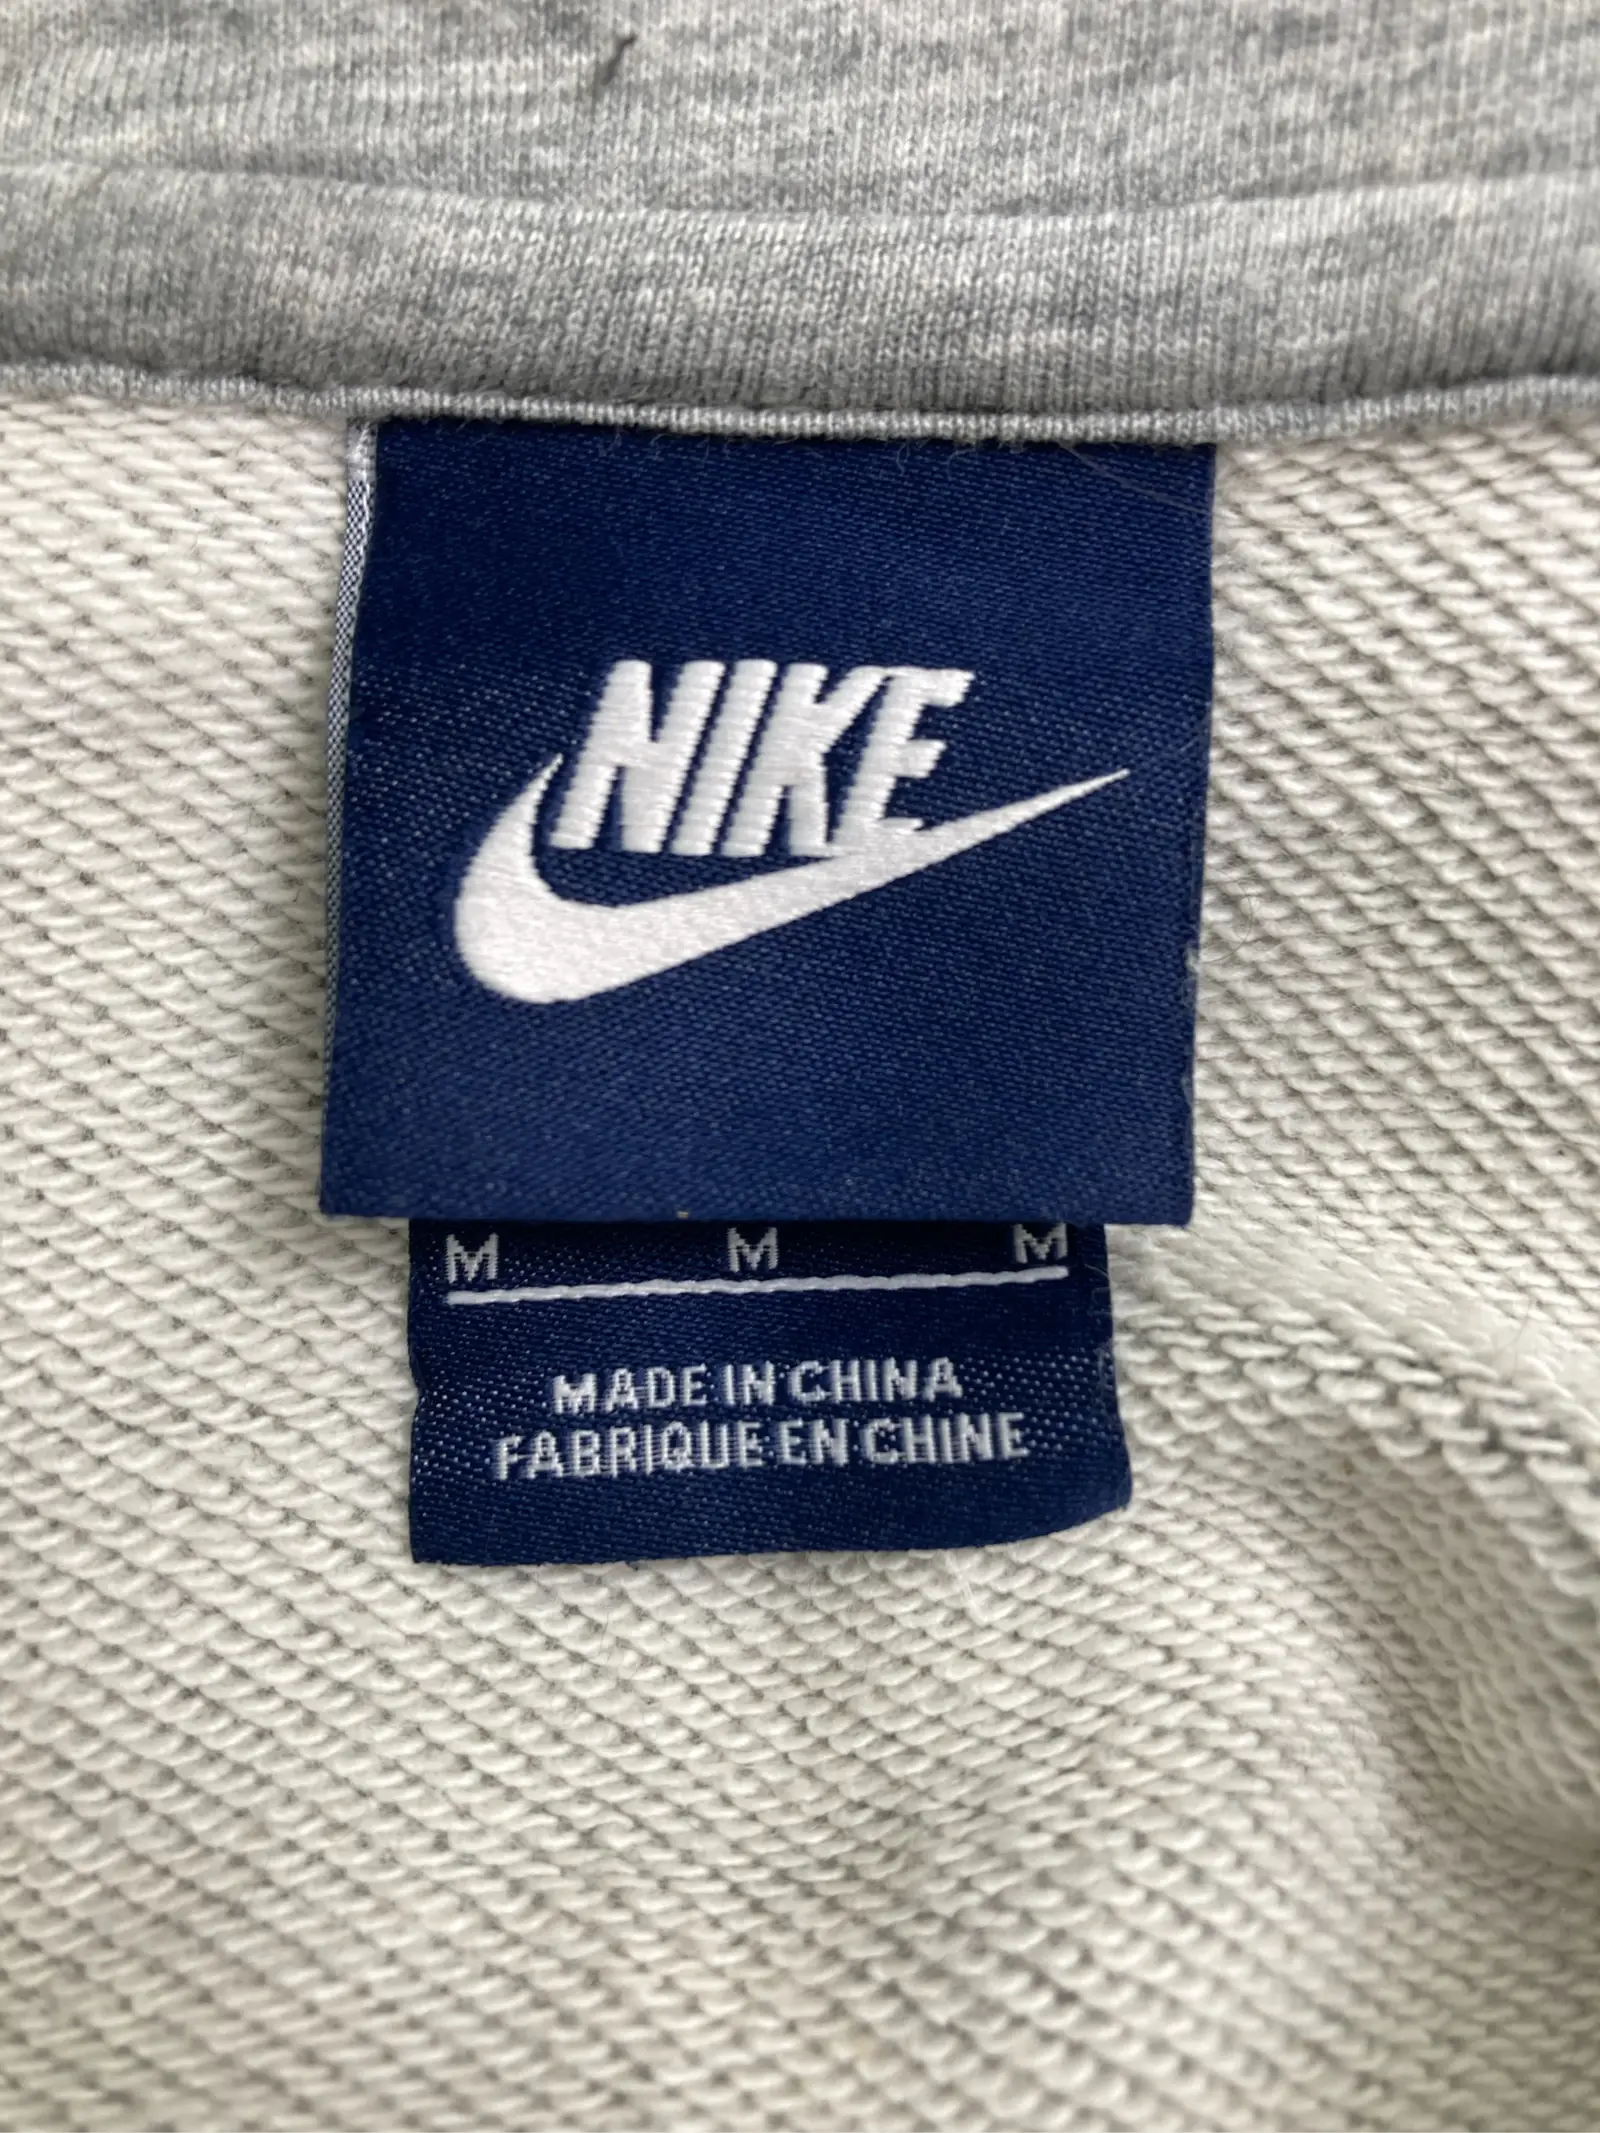 NIKE
M M M
MADE IN CHINA
FABRIQUE EN CHINE